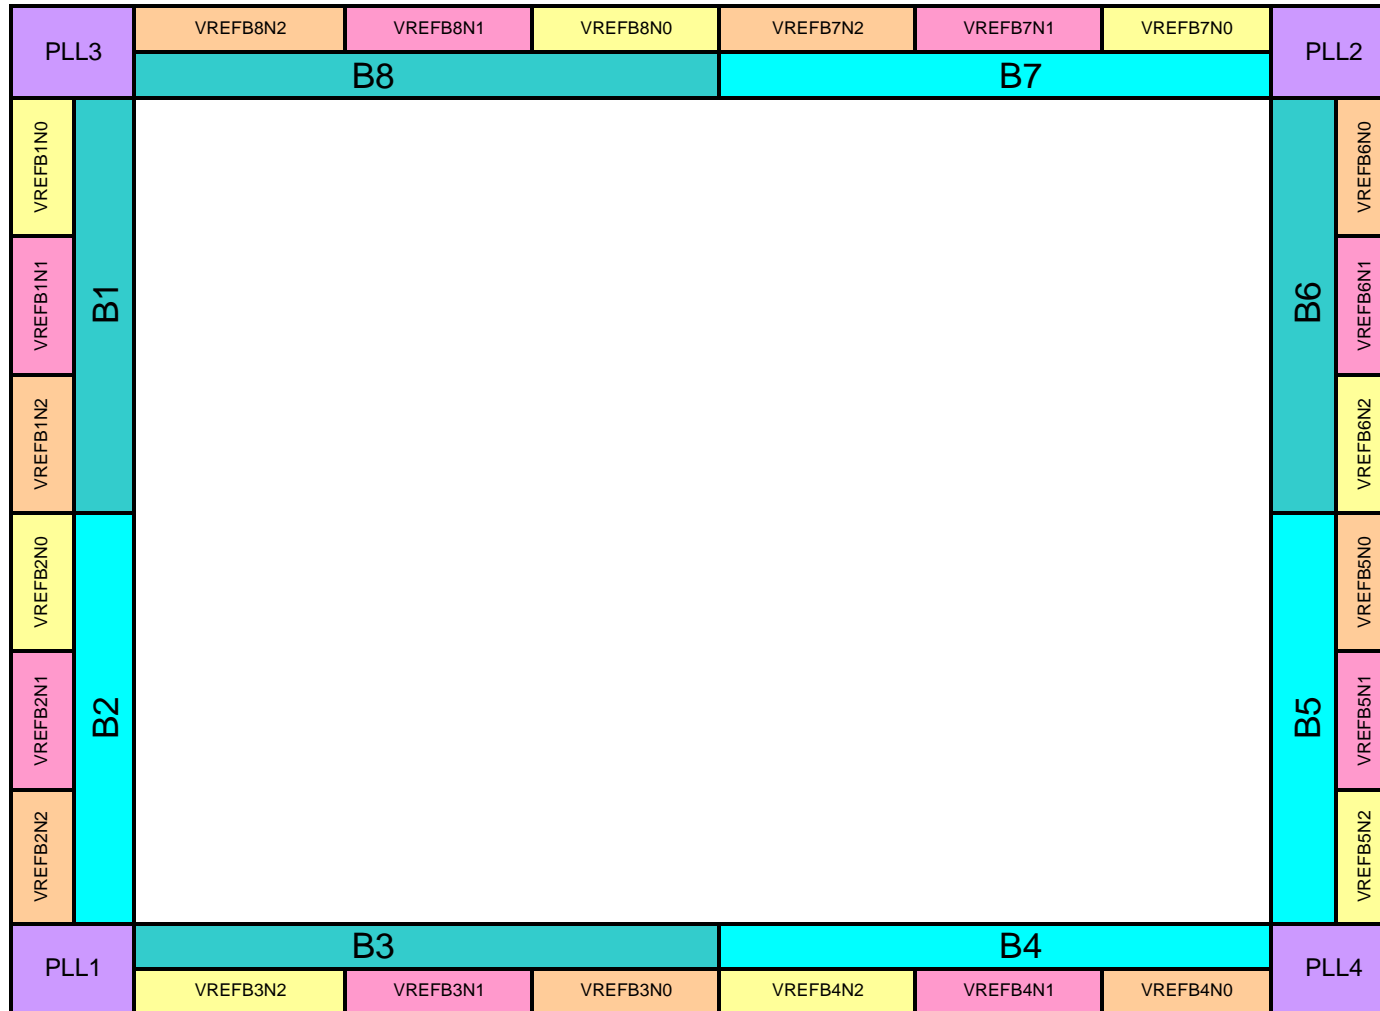 PLL3
VREFB8N2
VREFB8N1
VREFB8N0
VREFB7N2
VREFB7N1
VREFB7N0
PLL2
B8
B7
VREFB1N0
VREFB1N1
VREFB1N2
B1
B6
VREFB6N0
VREFB6N1
VREFB6N2
VREFB2N0
VREFB2N1
VREFB2N2
B2
B5
VREFB5N0
VREFB5N1
VREFB5N2
PLL1
B3
B4
PLL4
VREFB3N2
VREFB3N1
VREFB3N0
VREFB4N2
VREFB4N1
VREFB4N0